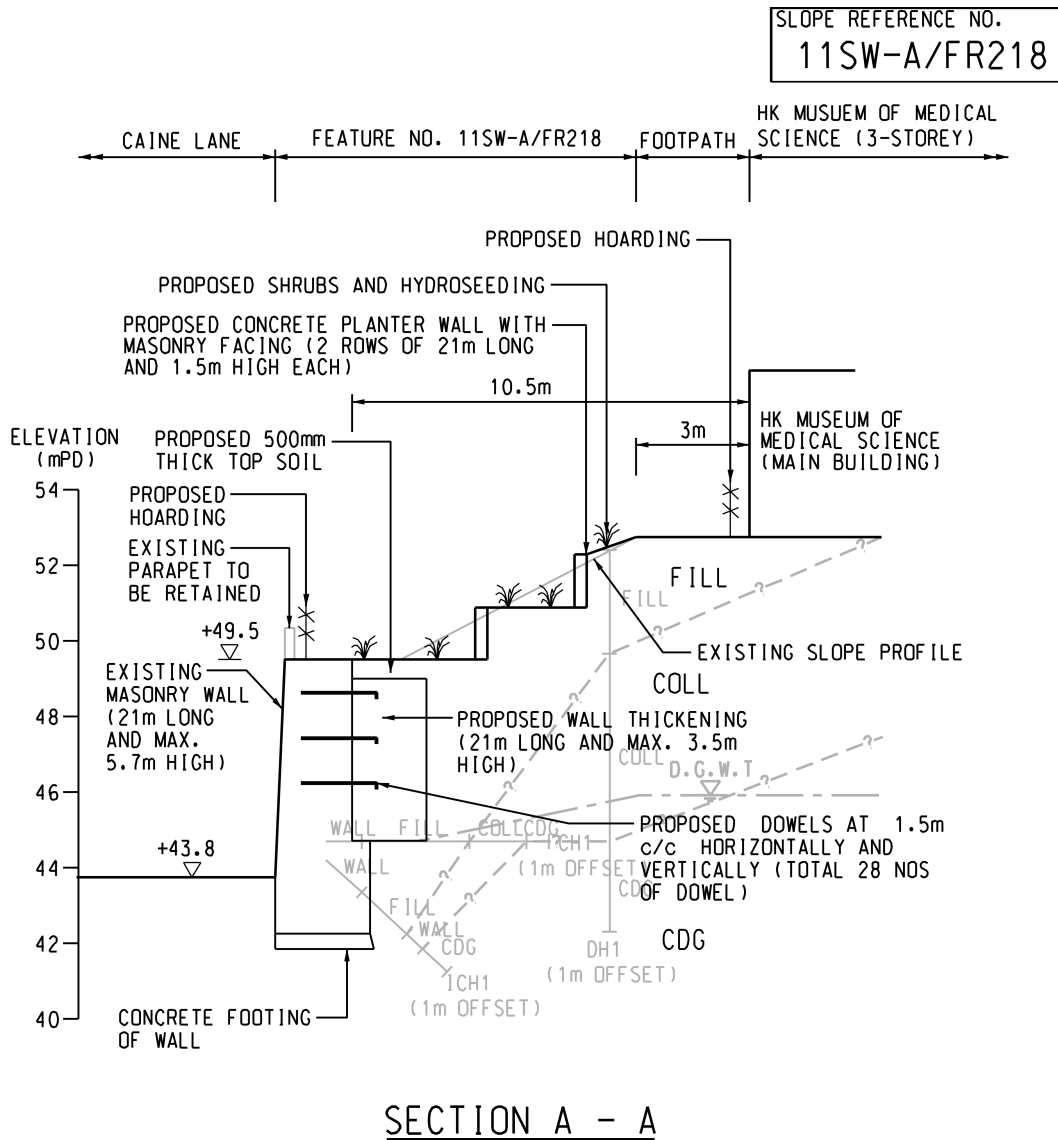 SLOPE REFERENCE NO.
11SW-A/FR218
HK MUSUEM OF MEDICAL
SCIENCE (3-STOREY)
CAINE LANE
FEATURE NO. 11SW-A/FR218
FOOTPATH
PROPOSED HOARDING
PROPOSED SHRUBS AND HYDROSEEDING
PROPOSED CONCRETE PLANTER WALL WITH
MASONRY FACING (2 ROWS OF 21m LONG
AND 1.5m HIGH EACH)
10.5m
3m
HK MUSEUM OF
MEDICAL SCIENCE
(MAIN BUILDING)
ELEVATION
(mPD)
PROPOSED 500mm
THICK TOP SOIL
54
PROPOSED
HOARDING
EXISTING
PARAPET TO
BE RETAINED
52
FILL
FILL
50
+49.5
EXISTING SLOPE PROFILE
EXISTING
MASONRY WALL
(21m LONG
AND MAX.
5.7m HIGH)
COLL
48
PROPOSED WALL THICKENING
(21m LONG AND MAX. 3.5m
HIGH)
COLL
D.G.W.T
46
PROPOSED DOWELS AT 1.5m
c/c HORIZONTALLY AND
VERTICALLY (TOTAL 28 NOS
OF DOWEL)
WALL FILL COLL CDG
ICH1
(1m OFFSET)
+43.8
44
WALL
FILL
WALL
CDG
CDG
CDG
42
DH1
(1m OFFSET)
ICH1
(1m OFFSET)
40
CONCRETE FOOTING
OF WALL
? ? ? ? ? ? ? ? ?
SECTION A - A